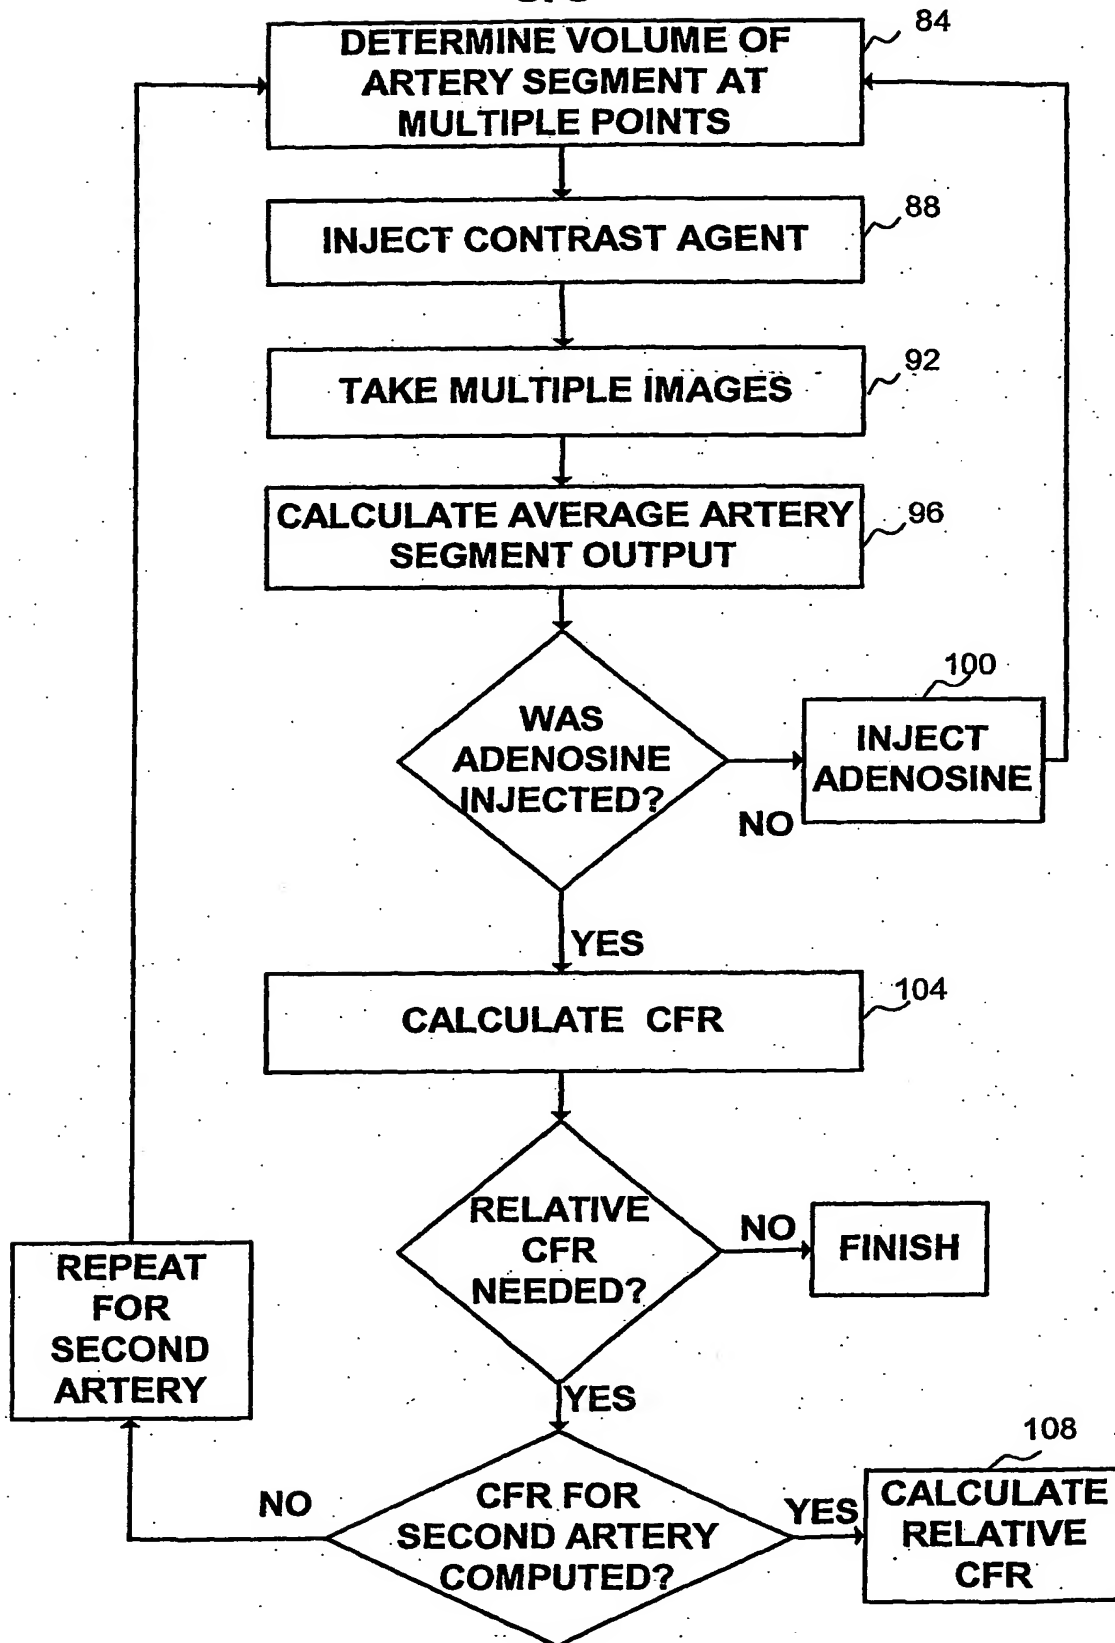 84
DETERMINE VOLUME OF
ARTERY SEGMENT AT
MULTIPLE POINTS
88
INJECT CONTRAST AGENT
92
TAKE MULTIPLE IMAGES
96
CALCULATE AVERAGE ARTERY
SEGMENT OUTPUT
100
WAS
ADENOSINE
INJECTED?
INJECT
ADENOSINE
NO
YES
104
CALCULATE CFR
RELATIVE
CFR
NEEDED?
NO
FINISH
REPEAT
FOR
SECOND
ARTERY
YES
108
NO
CFR FOR
SECOND ARTERY
COMPUTED?
YES
CALCULATE
RELATIVE
CFR